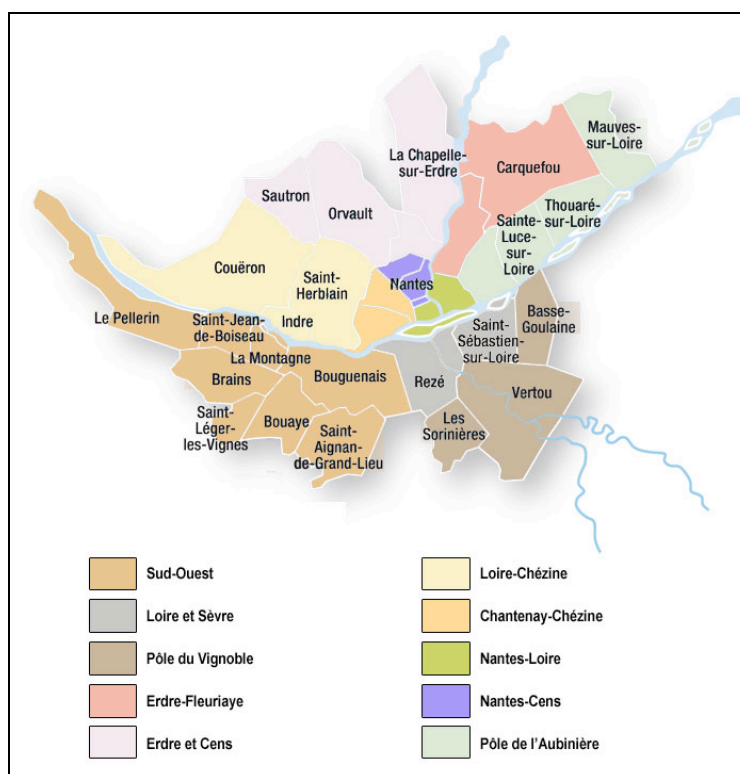 Mauves-
sur-Loire
La Chapelle-
sur-Erdre
Carquefou
Sautron
Orvault
Thouaré-
sur-Loire
Sainte-
Luce-
sur-
Loire
Couëron
Saint-
Herblain
Nantes
Le Pellerin
Saint-Jean-
de-Boiseau
Indre
Basse-
Goulaine
Saint-
Sébastien-
sur-Loire
La Montagne
Brains
Bouguenais
Rezé
Vertou
Saint-
Léger-
les-Vignes
Bouaye
Saint-
Aignan-
de-Grand-Lieu
Les
Sorinières
Sud-Ouest
Loire et Sèvre
Pôle du Vignoble
Erdre-Fleuriaye
Erdre et Cens
Loire-Chézine
Chantenay-Chézine
Nantes-Loire
Nantes-Cens
Pôle de l'Aubinière